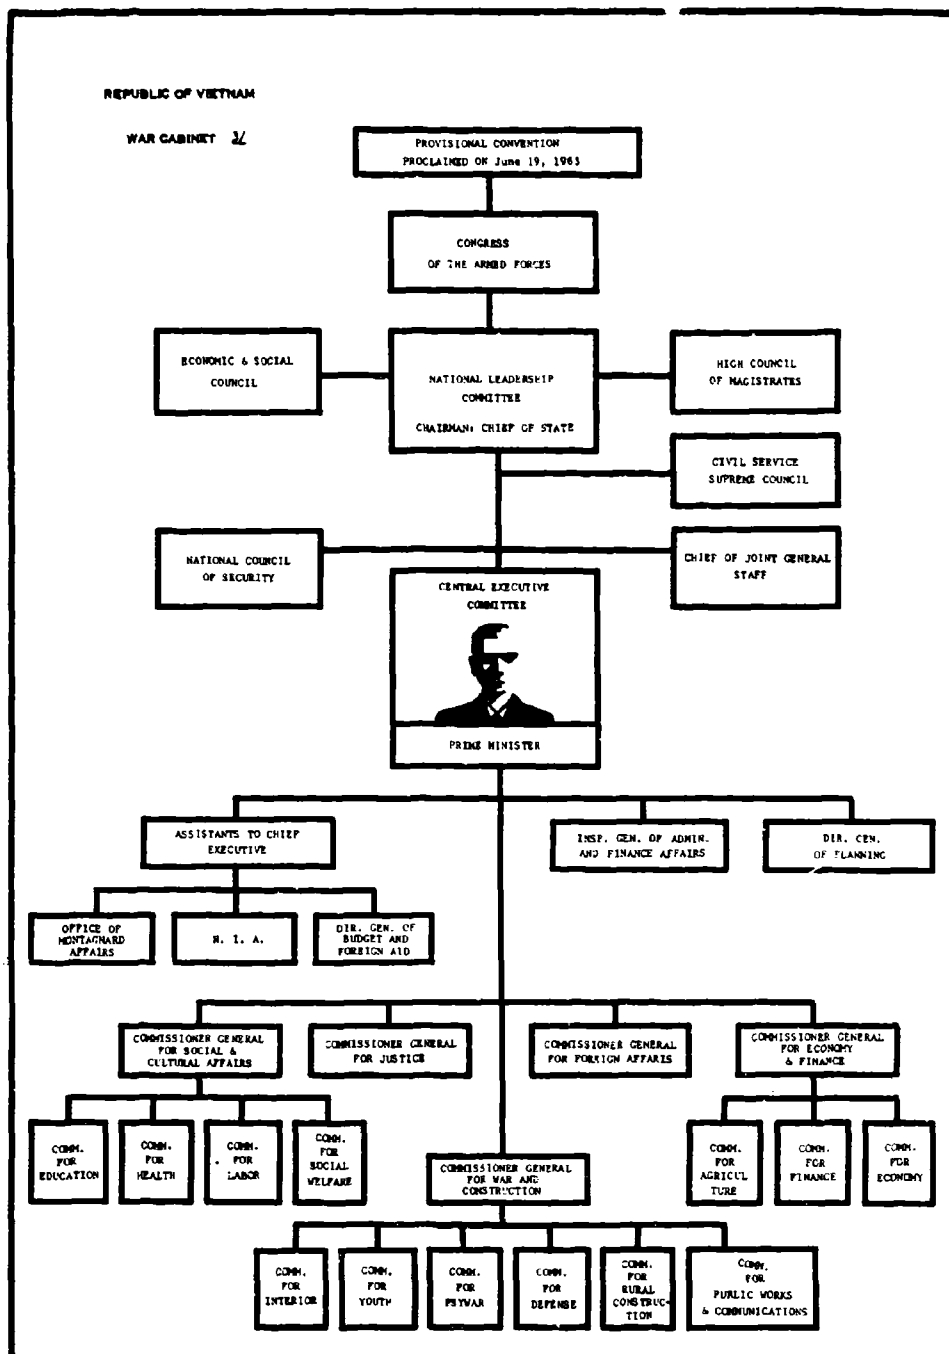 REPUBLIC OF VIETNAM
WAR CABINET
PROVISIONAL CONVENTION
PROCLAIMED ON June 19, 1965
CONGRESS
OF THE ARMED FORCES
ECONOMIC & SOCIAL
COUNCIL
NATIONAL LEADERSHIP
COMMITTEE
CHAIRMAN: CHIEF OF STATE
HIGH COUNCIL
OF MAGISTRATES
CIVIL SERVICE
SUPREME COUNCIL
NATIONAL COUNCIL
OF SECURITY
CHIEF OF JOINT GENERAL
STAFF
CENTRAL EXECUTIVE
COMMITTEE
PRIME MINISTER
ASSISTANTS TO CHIEF
EXECUTIVE
INSP. GEN. OF ADMIN.
AND FINANCE AFFAIRS
DIR. GEN.
OF PLANNING
OFFICE OF
MONTAGNARD
AFFAIRS
N. I. A.
DIR. GEN. OF
BUDGET AND
FOREIGN AID
COMMISSIONER GENERAL
FOR SOCIAL &
CULTURAL AFFAIRS
COMMISSIONER GENERAL
FOR JUSTICE
COMMISSIONER GENERAL
FOR FOREIGN AFFARIS
COMMISSIONER GENERAL
FOR ECONOMY
& FINANCE
COMM.
FOR
EDUCATION
COMM.
FOR
HEALTH
COMM.
FOR
LABOR
COMM.
FOR
SOCIAL
WELFARE
COMMISSIONER GENERAL
FOR WAR AND
CONSTRUCTION
COMM.
FOR
AGRICUL
TURE
COMM.
FOR
FINANCE
COMM.
FOR
ECONOMY
COMM.
FOR
INTERIOR
COMM.
FOR
YOUTH
COMM.
FOR
PSYWAR
COMM.
FOR
DEFENSE
COMM.
FOR
RURAL
CONSTRUC-
TION
COMM.
FOR
PUBLIC WORKS
& COMMUNICATIONS